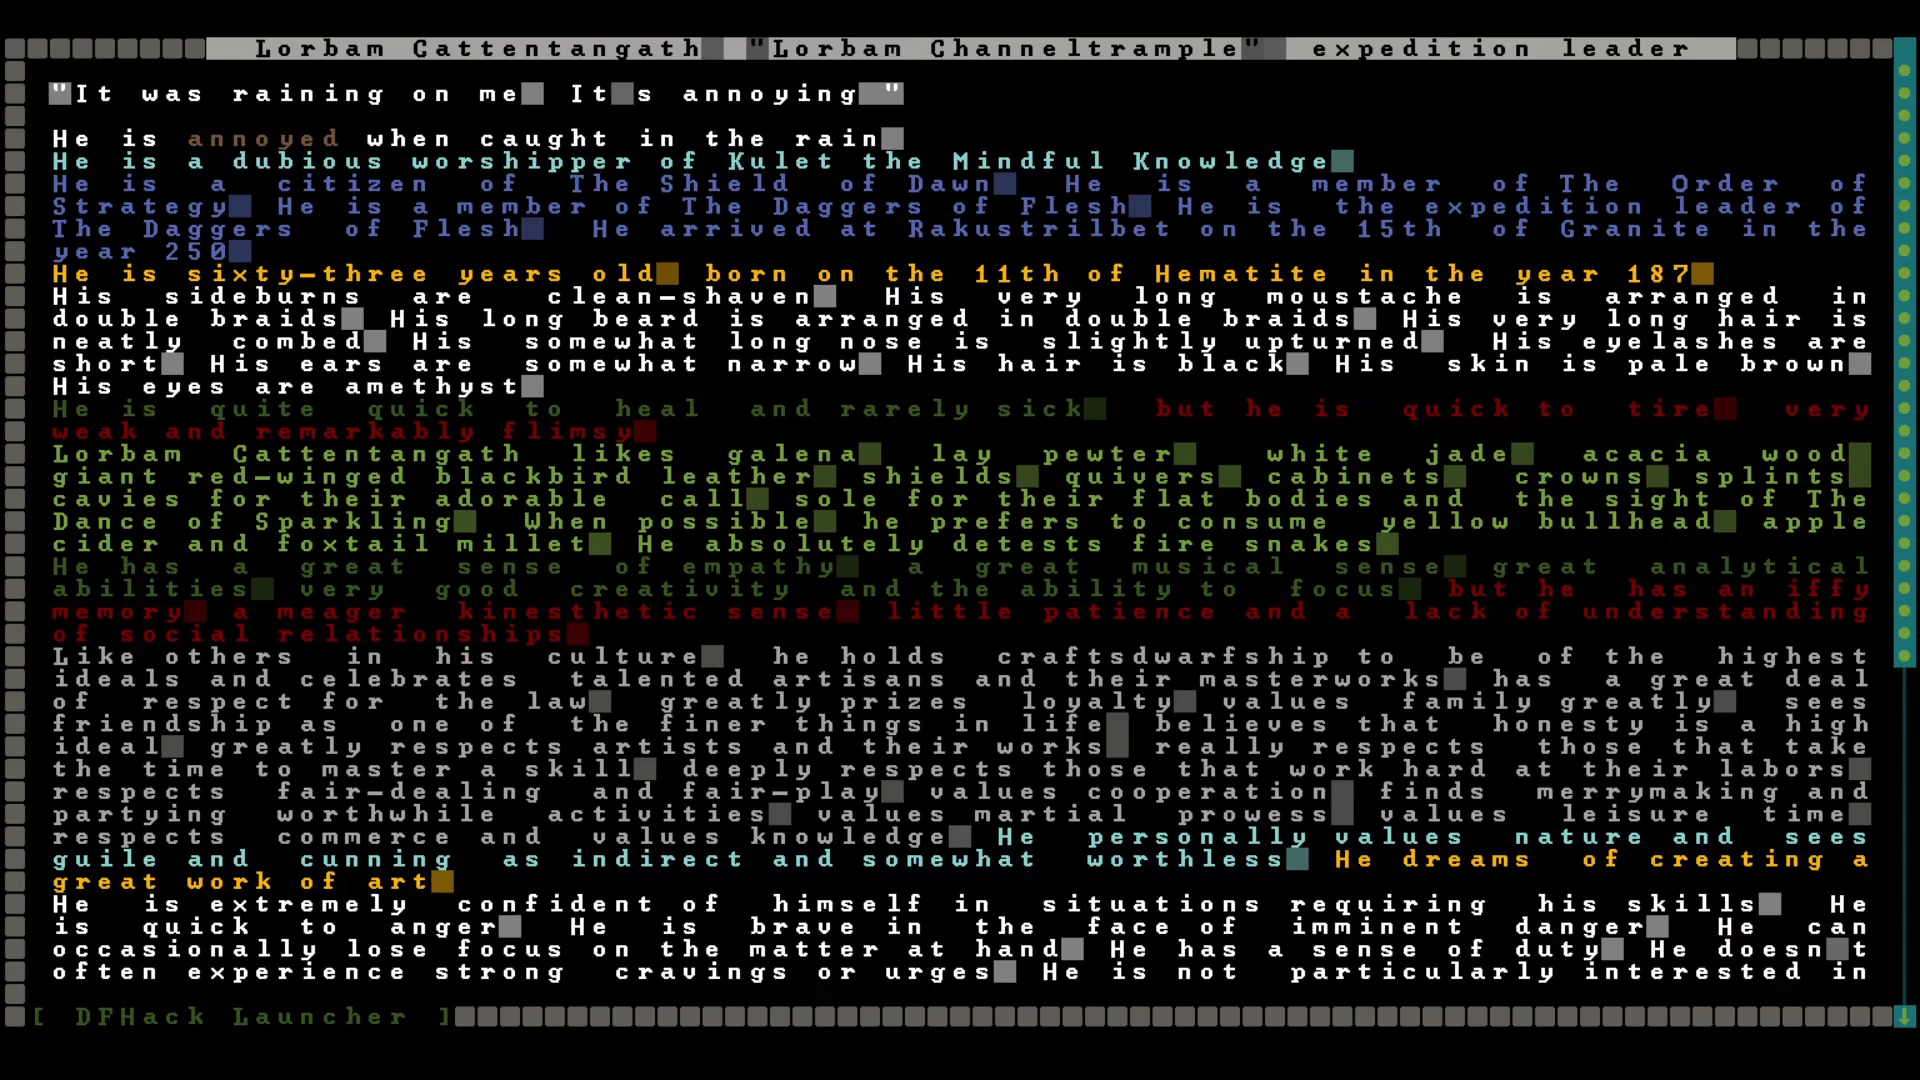 Lorbam Cattentangath "Lorbam Channeltrample" expedition leader
"It was raining on me It s annoying "
He is annoyed when caught in the rain
He is a dubious worshipper of Kulet the Mindful Knowledge
He is a citizen of The Shield of Dawn He is a member of The Order of
Strategy He is a member of The Daggers of Flesh He is the expedition leader of
The Daggers of Flesh He arrived at Rakustrilbet on the 15th of Granite in the
year 250
He is sixty-three years old born on the 11th of Hematite in the year 187
His sideburns are clean-shaven His very long moustache is arranged in
double braids His long beard is arranged in double braids His very long hair is
neatly combed His somewhat long nose is slightly upturned His eyelashes are
short His ears are somewhat narrow His hair is black His skin is pale brown
His eyes are amethyst
He is quite quick to heal and rarely sick but he is quick to tire very
weak and remarkably flimsy
Lorbam Cattentangath likes galena lay pewter white jade acacia wood
giant red-winged blackbird leather shields quivers cabinets crowns splints
cavies for their adorable call sole for their flat bodies and the sight of The
Dance of Sparkling When possible he prefers to consume yellow bullhead apple
cider and foxtail millet He absolutely detests fire snakes
He has a great sense of empathy a great musical sense great analytical
abilities very good creativity and the ability to focus but he has an iffy
memory a meager kinesthetic sense little patience and a lack of understanding
of social relationships
Like others in his culture he holds craftsdwarfship to be of the highest
ideals and celebrates talented artisans and their masterworks has a great deal
of respect for the law greatly prizes loyalty values family greatly sees
friendship as one of the finer things in life believes that honesty is a high
ideal greatly respects artists and their works really respects those that take
the time to master a skill deeply respects those that work hard at their labors
respects fair-dealing and fair-play values cooperation finds merrymaking and
partying worthwhile activities values martial prowess values leisure time
respects commerce and values knowledge He personally values nature and sees
guile and cunning as indirect and somewhat worthless He dreams of creating a
great work of art
He is extremely confident of himself in situations requiring his skills He
is quick to anger He is brave in the face of imminent danger He can
occasionally lose focus on the matter at hand He has a sense of duty He doesn t
often experience strong cravings or urges He is not particularly interested in
[ DFHack Launcher ]